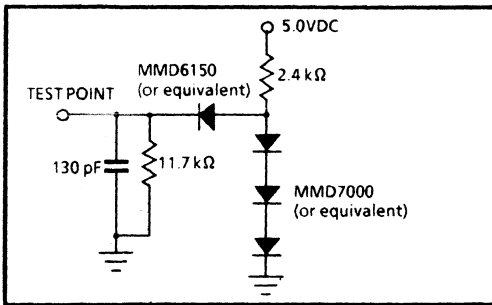 5.0VDC
MMD6150
(or equivalent)
2.4 kΩ
TEST POINT
130 pF
11.7 kΩ
MMD7000
(or equivalent)